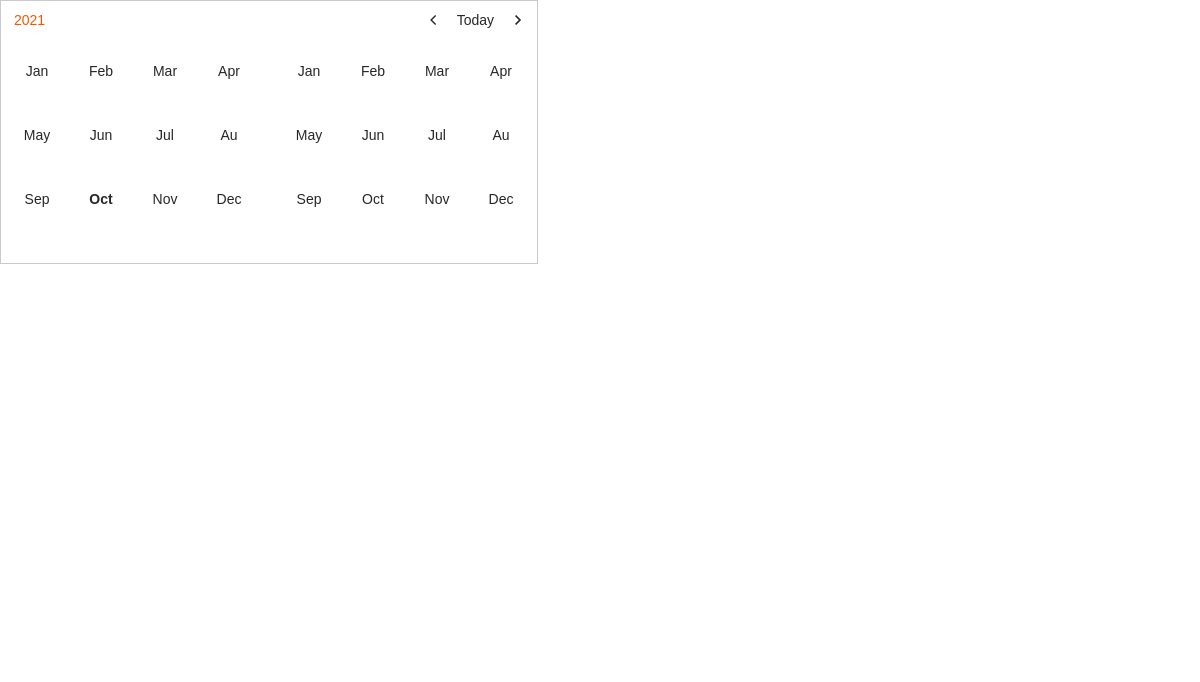 2021 Today
Jan Feb Mar Apr Jan Feb Mar Apr
May Jun Jul Au May Jun Jul Au
Sep Oct Nov Dec Sep Oct Nov Dec